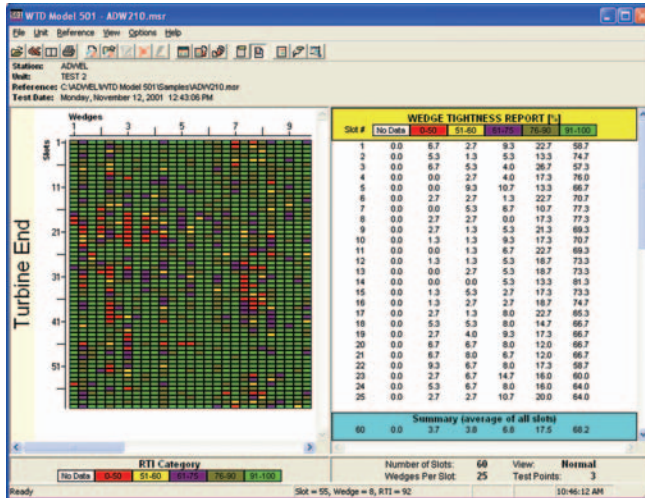 WTD Model 501 - ADW210.msr
File Unit Reference View Options Help
Station: ADWEL
Unit: TEST 2
Reference: C:\ADWEL\WTD Model 501\Samples\ADW210.msr
Test Date: Monday, November 12, 2001 12:43:06 PM
Wedges
1 3 5 7 9
Slots
1
11
21
31
41
51
Turbine End
WEDGE TIGHTNESS REPORT [%]
Slot # No Data 0-50 51-60 61-75 76-90 91-100
1 0.0 6.7 2.7 9.3 22.7 58.7
2 0.0 5.3 1.3 5.3 13.3 74.7
3 0.0 6.7 5.3 4.0 26.7 57.3
4 0.0 0.0 2.7 4.0 17.3 76.0
5 0.0 0.0 9.3 10.7 13.3 66.7
6 0.0 2.7 2.7 1.3 22.7 70.7
7 0.0 0.0 5.3 6.7 10.7 77.3
8 0.0 2.7 2.7 0.0 17.3 77.3
9 0.0 2.7 1.3 5.3 21.3 69.3
10 0.0 1.3 1.3 9.3 17.3 70.7
11 0.0 0.0 1.3 6.7 22.7 69.3
12 0.0 1.3 1.3 5.3 18.7 73.3
13 0.0 0.0 2.7 5.3 18.7 73.3
14 0.0 0.0 0.0 5.3 13.3 81.3
15 0.0 1.3 5.3 2.7 17.3 73.3
16 0.0 1.3 2.7 2.7 18.7 74.7
17 0.0 2.7 1.3 8.0 22.7 65.3
18 0.0 5.3 5.3 8.0 14.7 66.7
19 0.0 2.7 4.0 9.3 17.3 66.7
20 0.0 6.7 6.7 8.0 12.0 66.7
21 0.0 6.7 8.0 6.7 12.0 66.7
22 0.0 9.3 6.7 8.0 17.3 58.7
23 0.0 2.7 6.7 14.7 16.0 60.0
24 0.0 5.3 6.7 8.0 16.0 64.0
25 0.0 2.7 2.7 10.7 20.0 64.0
Summary (average of all slots)
60 0.0 3.7 3.8 6.8 17.5 68.2
RTI Category
No Data 0-50 51-60 61-75 76-90 91-100
Number of Slots: 60 View: Normal
Wedges Per Slot: 25 Test Points: 3
Ready Slot = 55, Wedge = 8, RTI = 92 10:46:12 AM